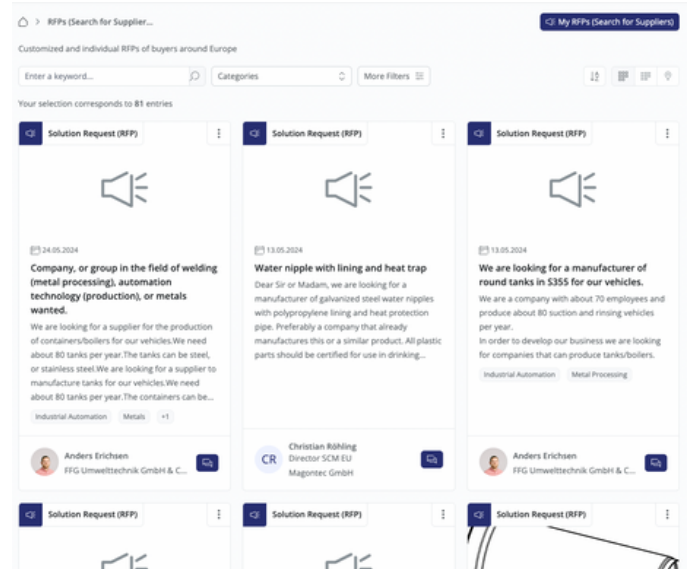 RFPs (Search for Supplier...
My RFPs (Search for Suppliers)
Customized and individual RFPs of buyers around Europe
Enter a keyword...
Categories
More Filters
Your selection corresponds to 81 entries
Solution Request (RFP)
24.05.2024
Company, or group in the field of welding
(metal processing), automation
technology (production), or metals
wanted.
We are looking for a supplier for the production
of containers/boilers for our vehicles.We need
about 80 tanks per year.The tanks can be steel,
or stainless steel.We are looking for a supplier to
manufacture tanks for our vehicles.We need
about 80 tanks per year.The containers can be...
Industrial Automation
Metals
+1
Anders Erichsen
FFG Umwelttechnik GmbH & C...
Solution Request (RFP)
13.05.2024
Water nipple with lining and heat trap
Dear Sir or Madam, we are looking for a
manufacturer of galvanized steel water nipples
with polypropylene lining and heat protection
pipe. Preferably a company that already
manufactures this or a similar product. All plastic
parts should be certified for use in drinking...
CR
Christian Röhling
Director SCM EU
Magontec GmbH
Solution Request (RFP)
13.05.2024
We are looking for a manufacturer of
round tanks in S355 for our vehicles.
We are a company with about 70 employees and
produce about 80 suction and rinsing vehicles
per year.
In order to develop our business we are looking
for companies that can produce tanks/boilers.
Industrial Automation
Metal Processing
Anders Erichsen
FFG Umwelttechnik GmbH & C...
Solution Request (RFP)
Solution Request (RFP)
Solution Request (RFP)